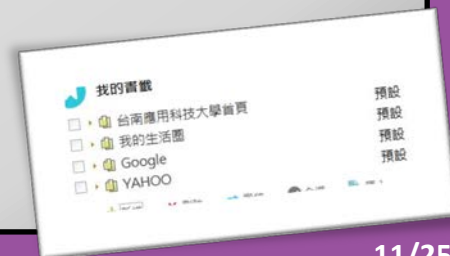 我的書籤
台南應用科技大學首頁 預設
我的生活圈 預設
Google 預設
YAHOO 預設
11/25